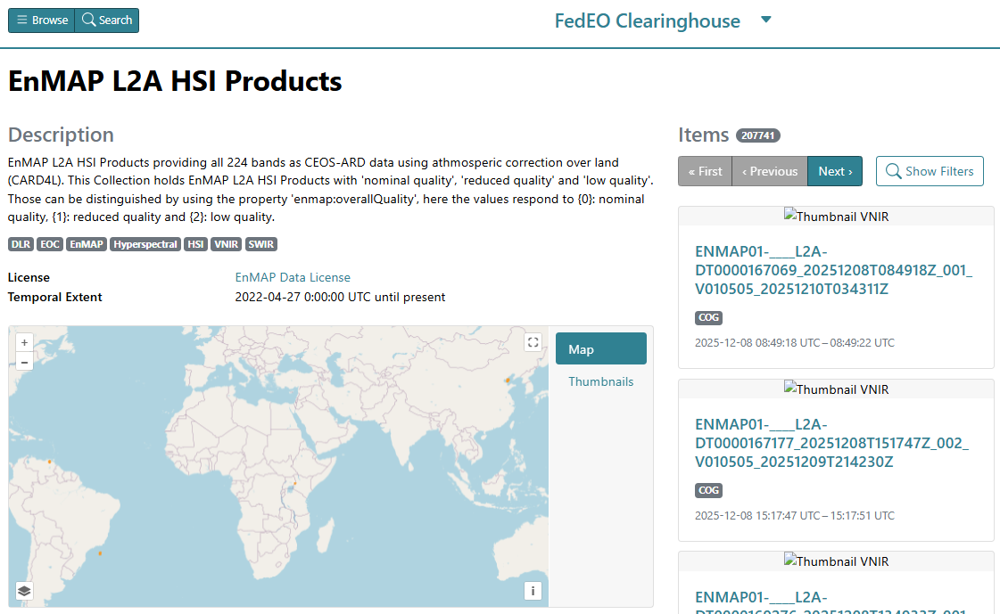 Browse Search FedEO Clearinghouse
EnMAP L2A HSI Products
Description
EnMAP L2A HSI Products providing all 224 bands as CEOS-ARD data using athmosperic correction over land
(CARD4L). This Collection holds EnMAP L2A HSI Products with 'nominal quality', 'reduced quality' and 'low quality'.
Those can be distinguished by using the property 'enmap:overallQuality', here the values respond to {0}: nominal
quality, {1}: reduced quality and {2}: low quality.
DLR EOC EnMAP Hyperspectral HSI VNIR SWIR
License EnMAP Data License
Temporal Extent 2022-04-27 0:00:00 UTC until present
+
−
i
Map
Thumbnails
Items 207741
« First ‹ Previous Next › Show Filters
Thumbnail VNIR
ENMAP01-____L2A-
DT0000167069_20251208T084918Z_001_
V010505_20251210T034311Z
COG
2025-12-08 08:49:18 UTC – 08:49:22 UTC
Thumbnail VNIR
ENMAP01-____L2A-
DT0000167177_20251208T151747Z_002_
V010505_20251209T214230Z
COG
2025-12-08 15:17:47 UTC – 15:17:51 UTC
Thumbnail VNIR
ENMAP01-____L2A-